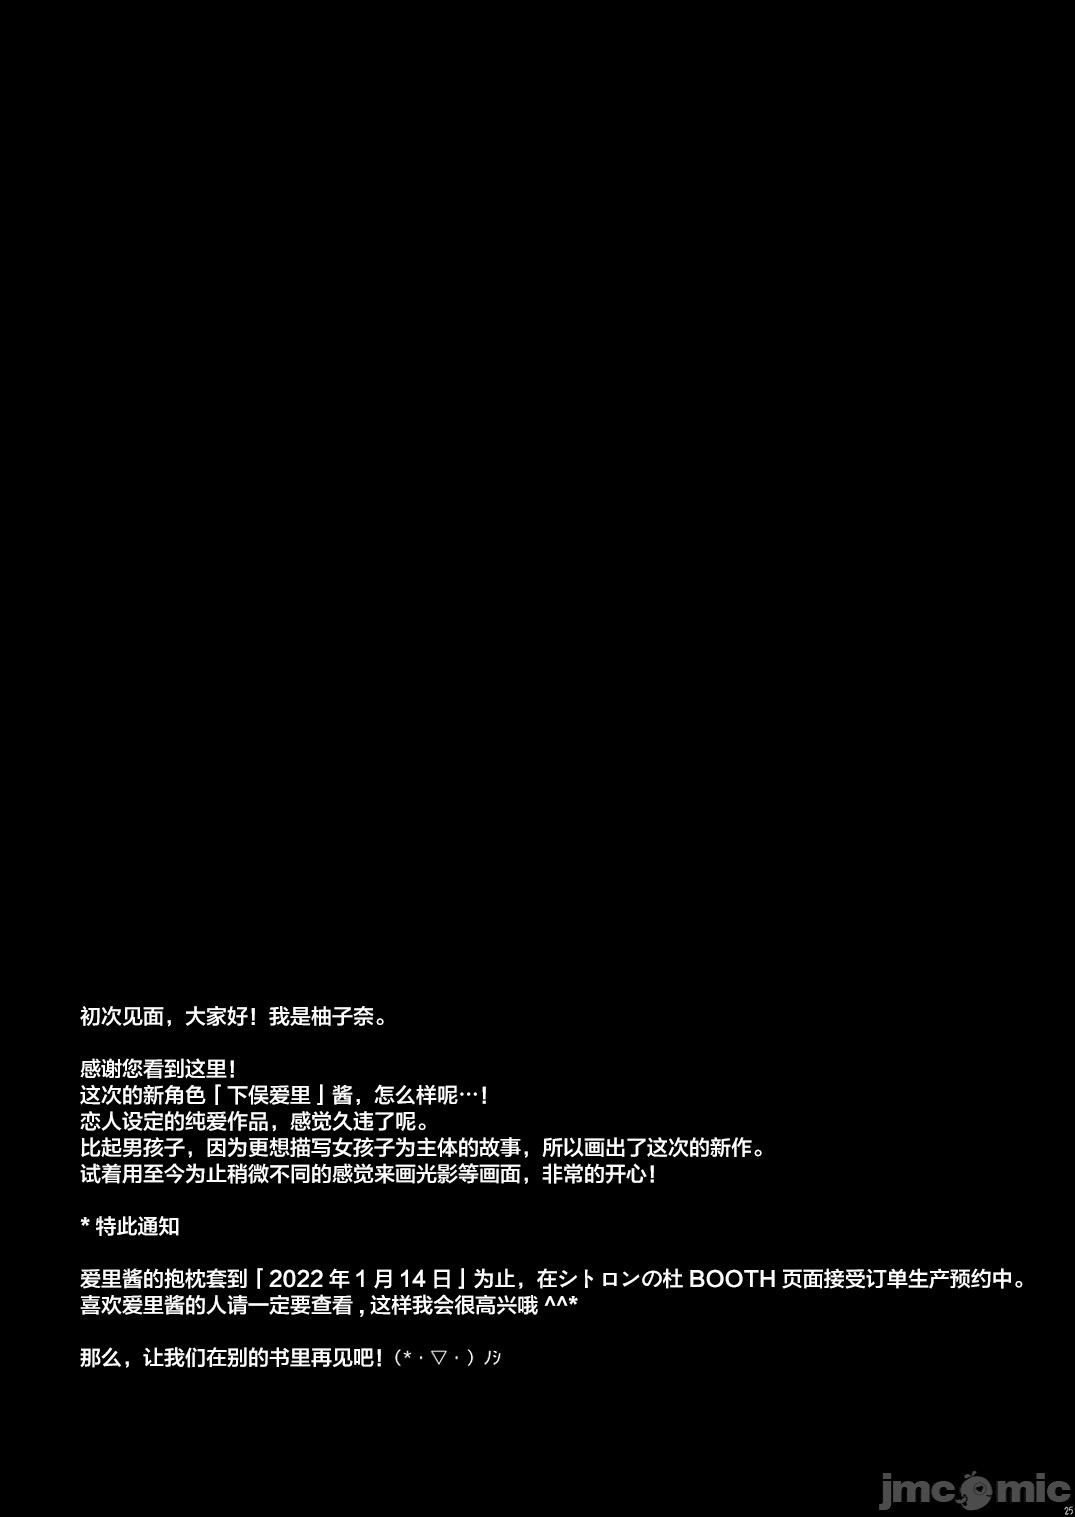 初次见面，大家好！我是柚子奈。
感谢您看到这里！
这次的新角色「下俣爱里」酱，怎么样呢…！
恋人设定的纯爱作品，感觉久违了呢。
比起男孩子，因为更想描写女孩子为主体的故事，所以画出了这次的新作。
试着用至今为止稍微不同的感觉来画光影等画面，非常的开心！
*特此通知
爱里酱的抱枕套到「2022年1月14日」为止，在シトロンの杜 BOOTH 页面接受订单生产预约中。
喜欢爱里酱的人请一定要查看,这样我会很高兴哦^^*
那么，让我们在别的书里再见吧！（*・▽・）ﾉｼ
jmcomic
25